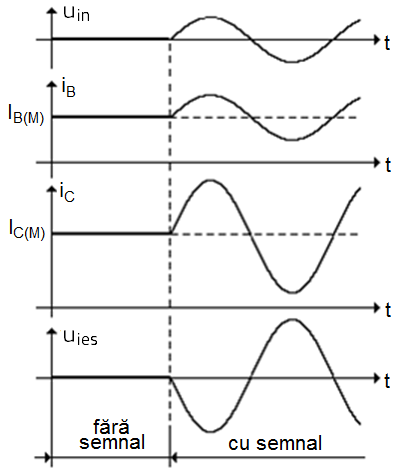 uin
t
iB
IB(M)
t
iC
IC(M)
t
uies
t
fără
semnal
cu semnal